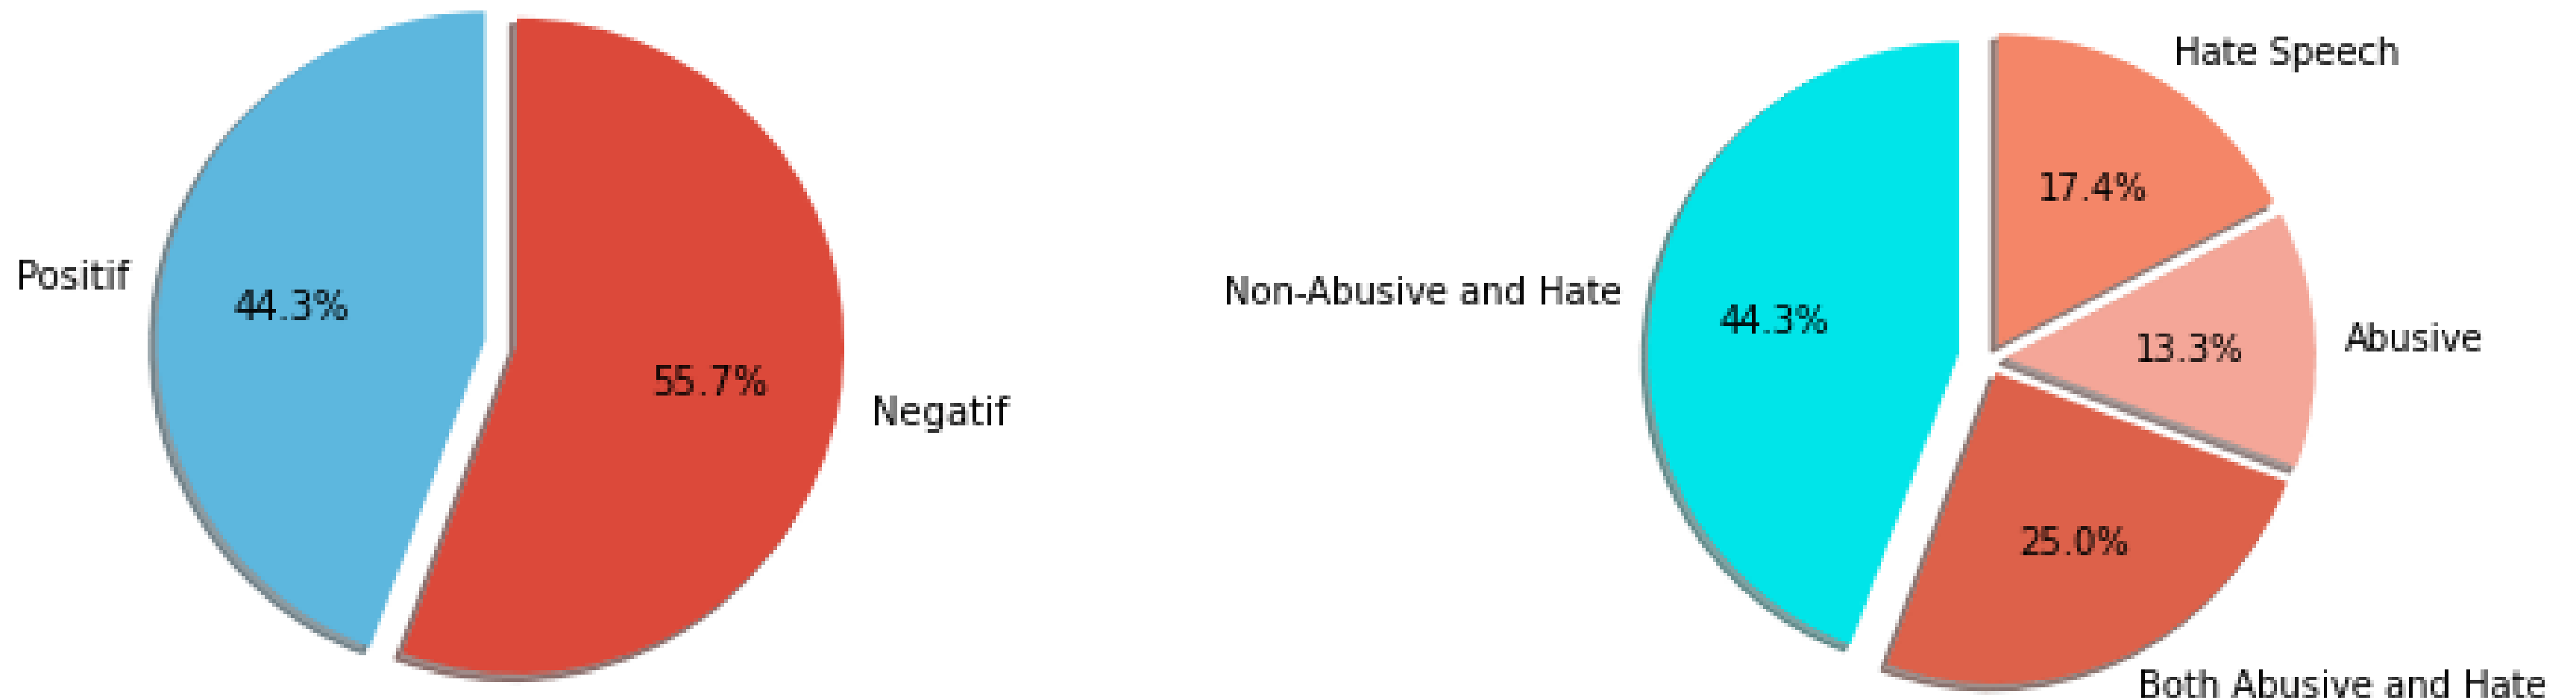 Positif
44.3%
55.7%
Negatif
Hate Speech
17.4%
Non-Abusive and Hate
44.3%
13.3%
Abusive
25.0%
Both Abusive and Hate